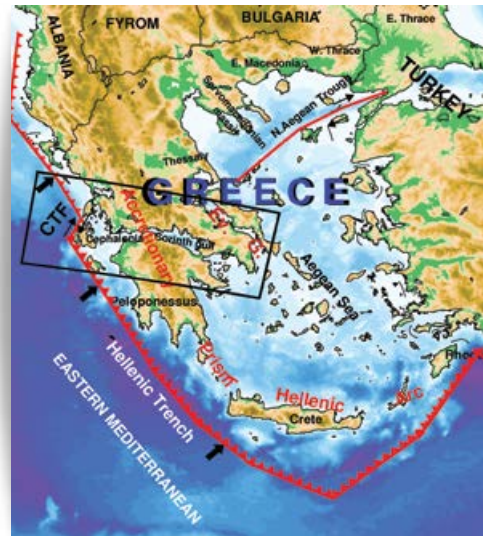 BULGARIA
FYROM
E. Thrace
ALBANIA
W. Thrace
E. Macedonia
TURKEY
N.Aegean Trough
Thessaly
GREECE
Accretionary
CTF
Cephalonia
Corinth Gulf
Aegean Sea
Peloponessus
Prism
Hellenic Trench
EASTERN MEDITERRANEAN
Hellenic
Arc
Crete